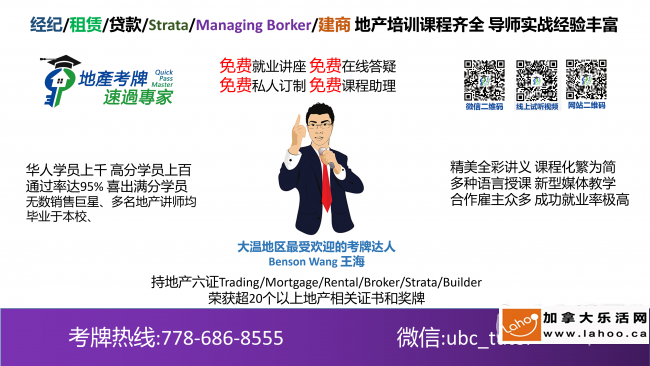 经纪/租赁/贷款/Strata/Managing Borker/建商 地产培训课程齐全 导师实战经验丰富
地產考牌
Quick
Pass
Master
速過專家
免费就业讲座 免费在线答疑
免费私人订制 免费课程助理
微信二维码
线上试听视频
网站二维码
华人学员上千 高分学员上百
通过率达95% 喜出满分学员
无数销售巨星、多名地产讲师均
毕业于本校、
精美全彩讲义 课程化繁为简
多种语言授课 新型媒体教学
合作雇主众多 成功就业率极高
大温地区最受欢迎的考牌达人
Benson Wang 王海
持地产六证Trading/Mortgage/Rental/Broker/Strata/Builder
荣获超20个以上地产相关证书和奖牌
考牌热线:778-686-8555
微信:ubc_
Lahoo
加拿大乐活网
www.lahoo.ca